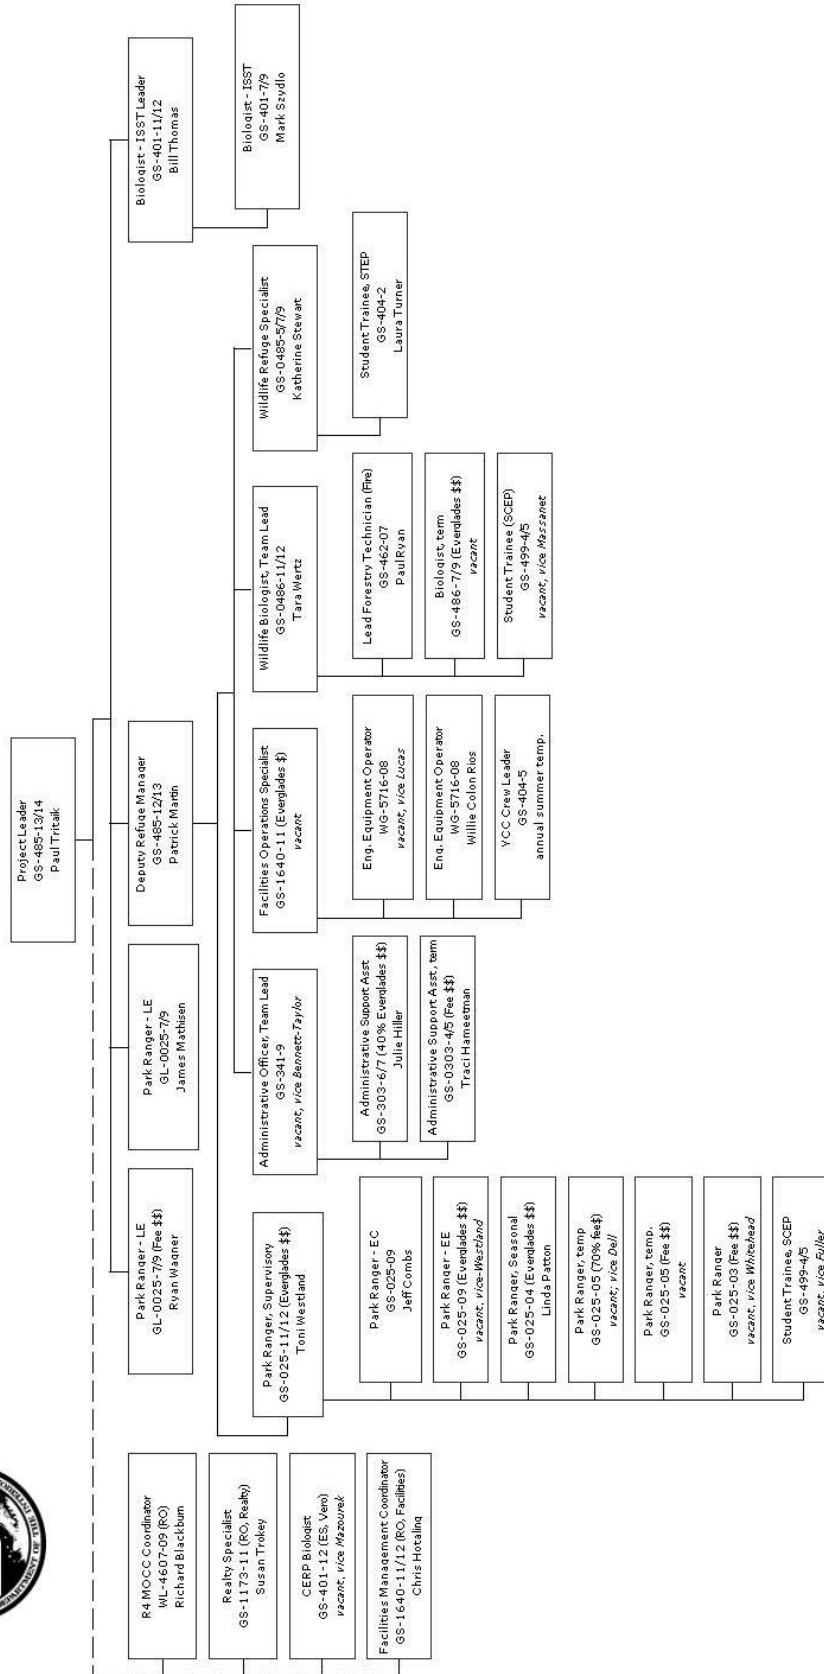 Project Leader
GS-485-13/14
Paul Tritaik
R4 MOCC Coordinator
WL-4607-09 (RO)
Richard Blackburn
Realty Specialist
GS-1173-11 (RO, Realty)
Susan Trokey
CERP Biologist
GS-401-12 (ES, Vero)
vacant, vice Mazourek
Facilities Management Coordinator
GS-1640-11/12 (RO, Facilities)
Chris Hotaling
Park Ranger - LE
GL-0025-7/9 (Fee $$)
Ryan Wagner
Park Ranger - LE
GL-0025-7/9
James Mathisen
Deputy Refuge Manager
GS-485-12/13
Patrick Martin
Biologist - ISST Leader
GS-401-11/12
Bill Thomas
Biologist - ISST
GS-401-7/9
Mark Szydlo
Park Ranger, Supervisory
GS-025-11/12 (Everglades $$)
Toni Westland
Park Ranger - EC
GS-025-09
Jeff Combs
Park Ranger - EE
GS-025-09 (Everglades $$)
vacant, vice-Westland
Park Ranger, Seasonal
GS-025-04 (Everglades $$)
Linda Patton
Park Ranger, temp
GS-025-05 (70% fee$)
vacant; vice Dell
Park Ranger, temp.
GS-025-05 (Fee $$)
vacant
Park Ranger
GS-025-03 (Fee $$)
vacant, vice Whitehead
Student Trainee, SCEP
GS-499-4/5
vacant, vice Fuller
Administrative Officer, Team Lead
GS-341-9
vacant, vice Bennett-Taylor
Administrative Support Asst
GS-303-6/7 (40% Everglades $$)
Julie Hiller
Administrative Support Asst, term
GS-0303-4/5 (Fee $$)
Traci Hameetman
Facilities Operations Specialist
GS-1640-11 (Everglades $)
vacant
Eng. Equipment Operator
WG-5716-08
vacant, vice Lucas
Eng. Equipment Operator
WG-5716-08
Willie Colon Rios
YCC Crew Leader
GS-404-5
annual summer temp.
Wildlife Biologist, Team Lead
GS-0486-11/12
Tara Wertz
Lead Forestry Technician (Fire)
GS-462-07
Paul Ryan
Biologist, term
GS-486-7/9 (Everglades $$)
vacant
Student Trainee (SCEP)
GS-499-4/5
vacant, vice Massanet
Wildlife Refuge Specialist
GS-0485-5/7/9
Katherine Stewart
Student Trainee, STEP
GS-404-2
Laura Turner